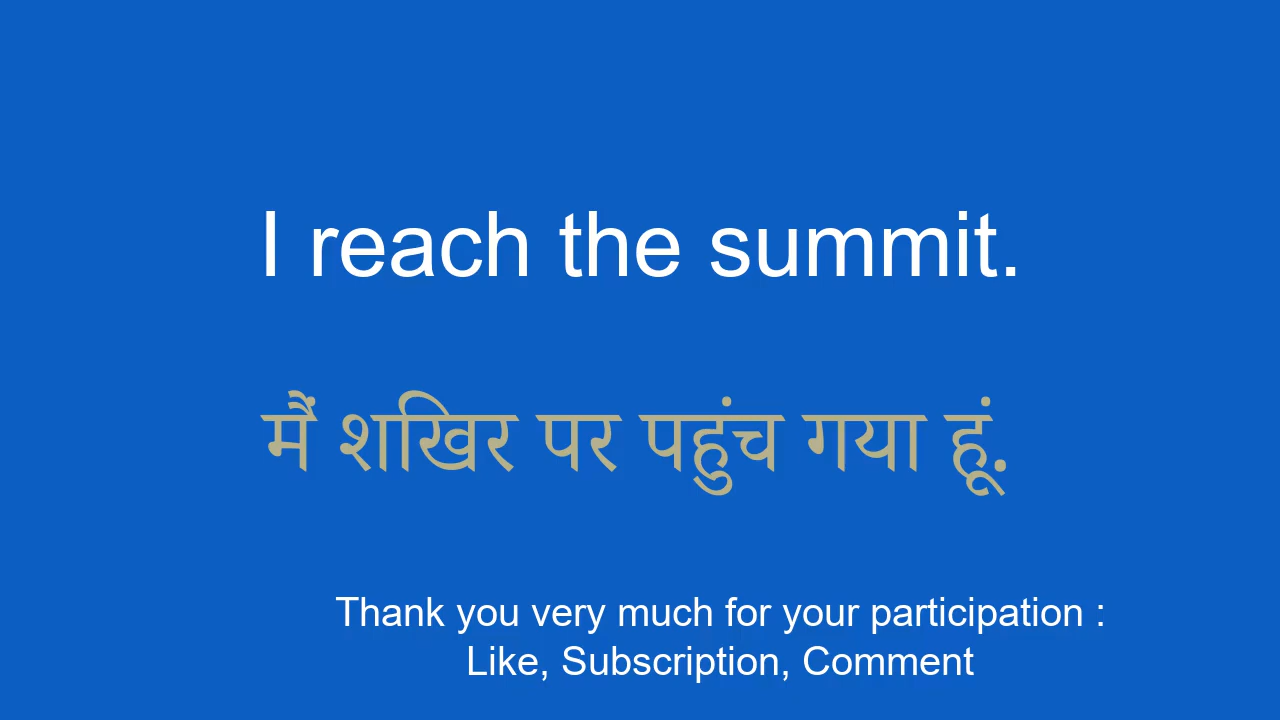 I reach the summit.
मैं शखिर पर पहुंच गया हूं.
Thank you very much for your participation :
Like, Subscription, Comment